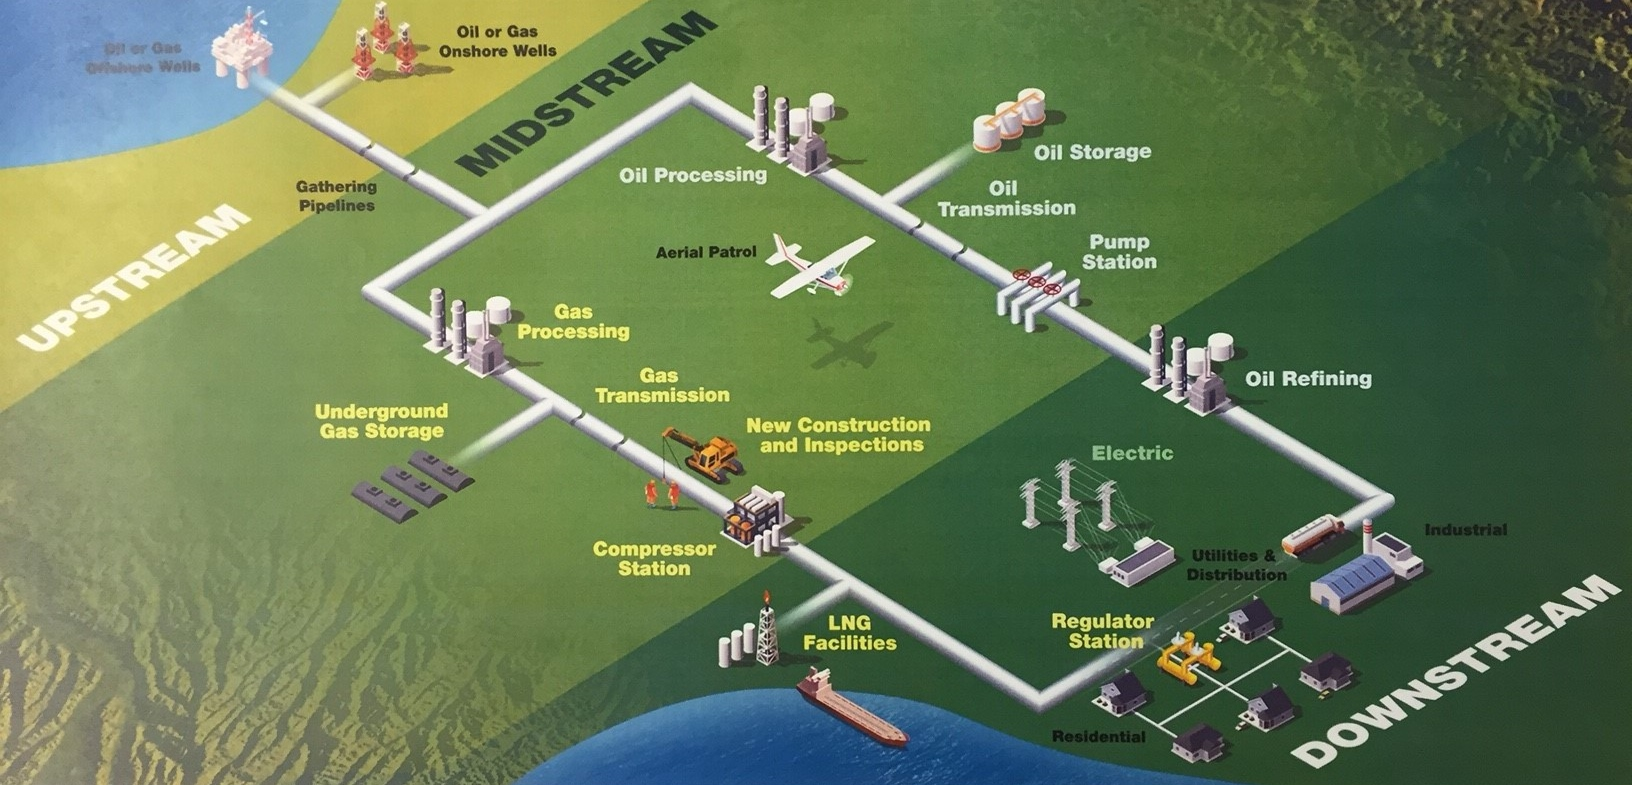 Oil or Gas
Offshore Wells
Oil or Gas
Onshore Wells
MIDSTREAM
Gathering
Pipelines
UPSTREAM
Oil Processing
Oil Storage
Oil
Transmission
Aerial Patrol
Pump
Station
Gas
Processing
Gas
Transmission
Oil Refining
Underground
Gas Storage
New Construction
and Inspections
Electric
Compressor
Station
Utilities &
Distribution
Industrial
LNG
Facilities
Regulator
Station
Residential
DOWNSTREAM